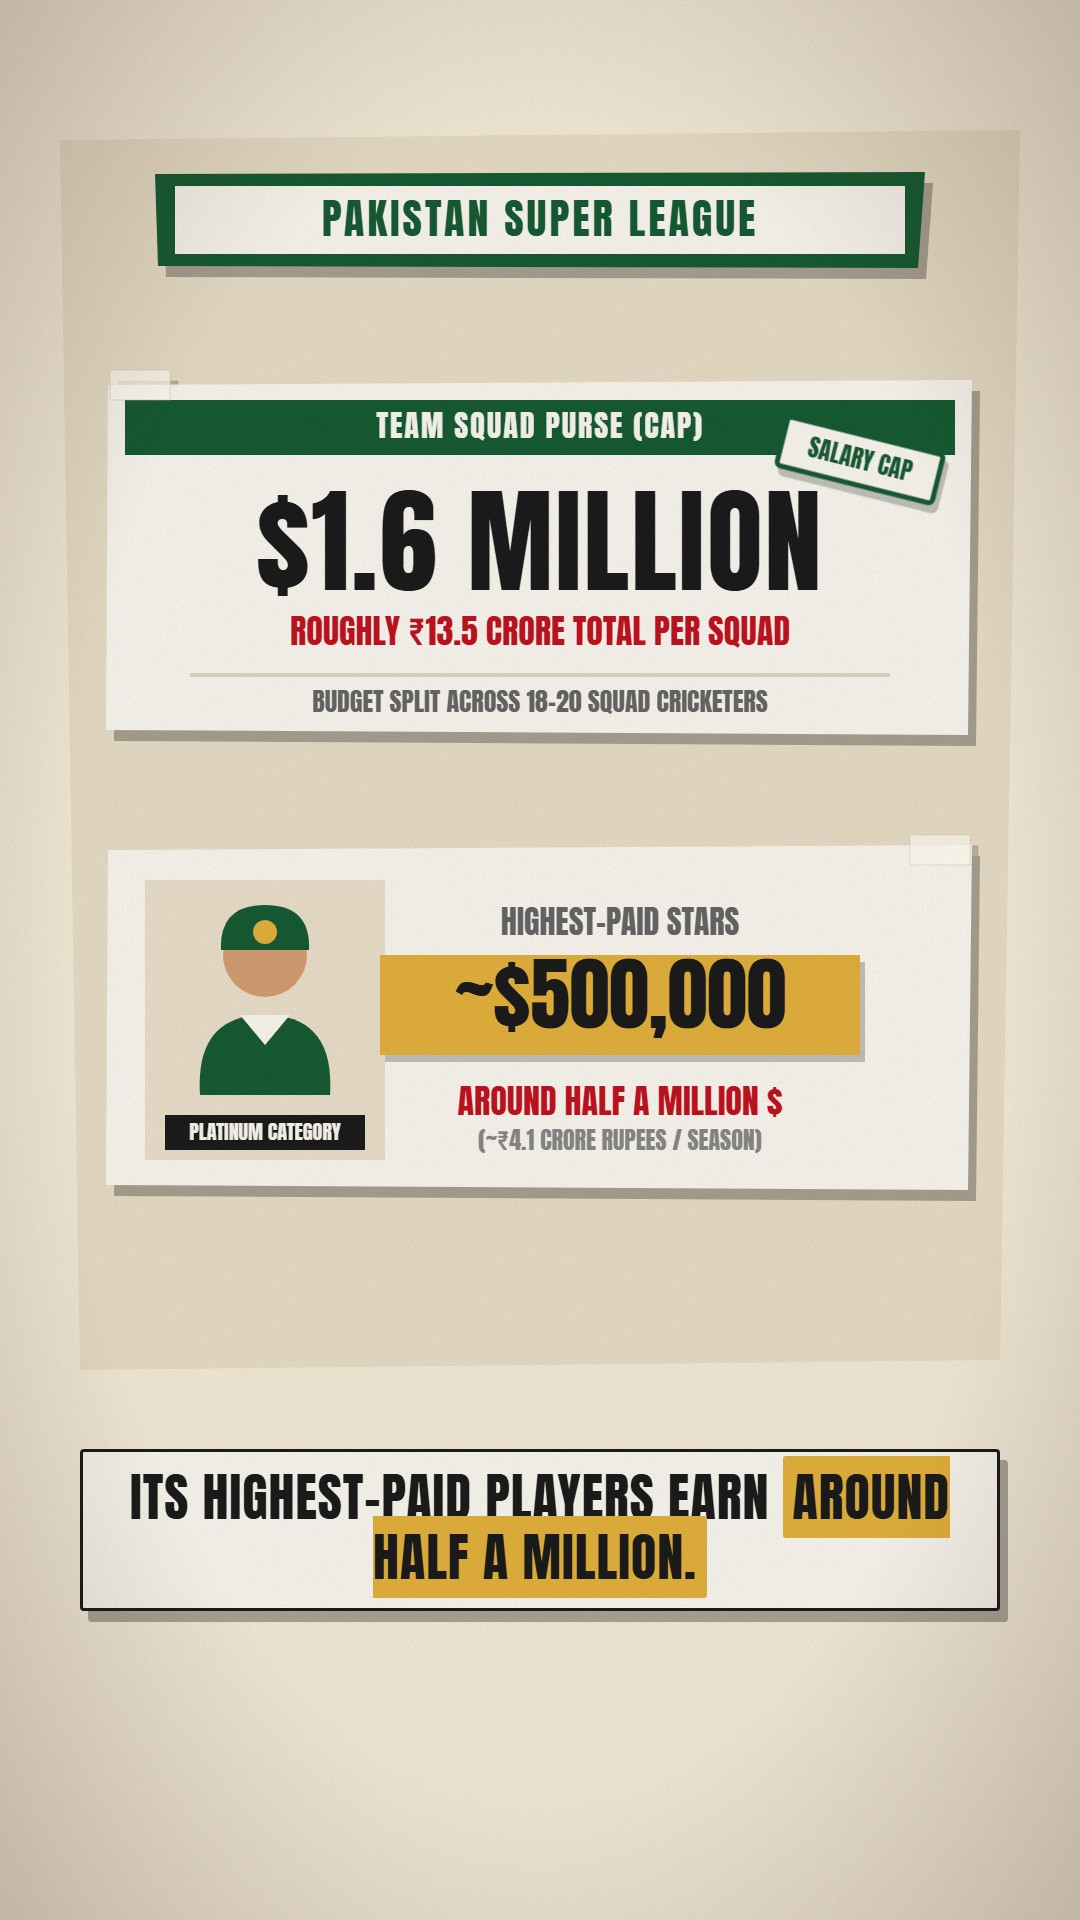 PAKISTAN SUPER LEAGUE
TEAM SQUAD PURSE (CAP)
SALARY CAP
$1.6 MILLION
ROUGHLY ₹13.5 CRORE TOTAL PER SQUAD
BUDGET SPLIT ACROSS 18-20 SQUAD CRICKETERS
PLATINUM CATEGORY
HIGHEST-PAID STARS
~$500,000
AROUND HALF A MILLION $
(~₹4.1 CRORE RUPEES / SEASON)
ITS HIGHEST-PAID PLAYERS EARN AROUND
HALF A MILLION.